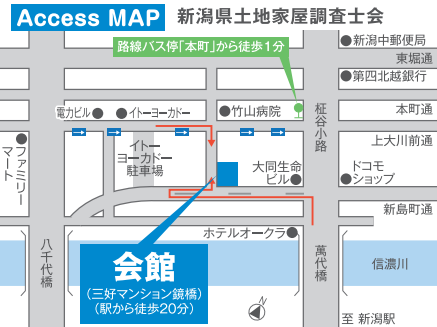 Access MAP 新潟県土地家屋調査士会
路線バス停「本町」から徒歩1分
新潟中郵便局
東堀通
第四北越銀行
電力ビル
イトーヨーカドー
竹山病院
本町通
柾谷小路
上大川前通
ファミリー
マート
イトー
ヨーカドー
駐車場
大同生命
ビル
ドコモ
ショップ
新島町通
ホテルオークラ
八千代橋
会館
(三好マンション鏡橋)
(駅から徒歩20分)
萬代橋
信濃川
N
至 新潟駅